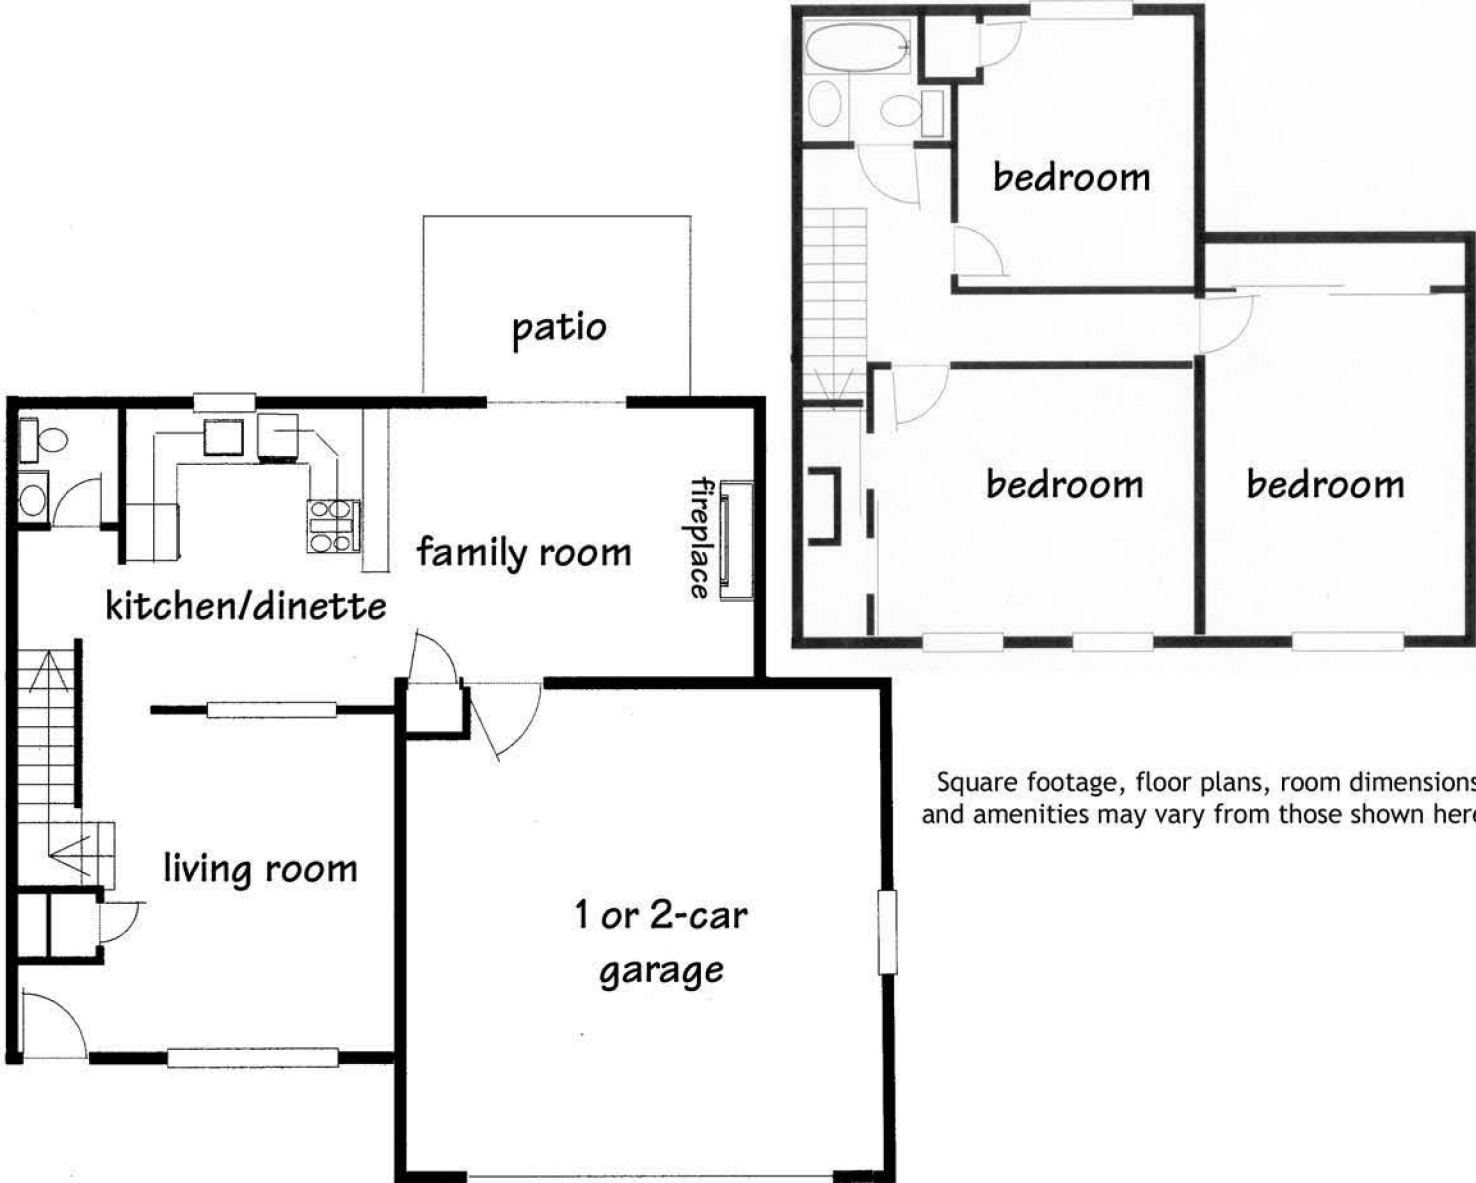 bedroom
patio
bedroom
bedroom
fireplace
family room
kitchen/dinette
Square footage, floor plans, room dimensions
and amenities may vary from those shown here
living room
1 or 2-car
garage